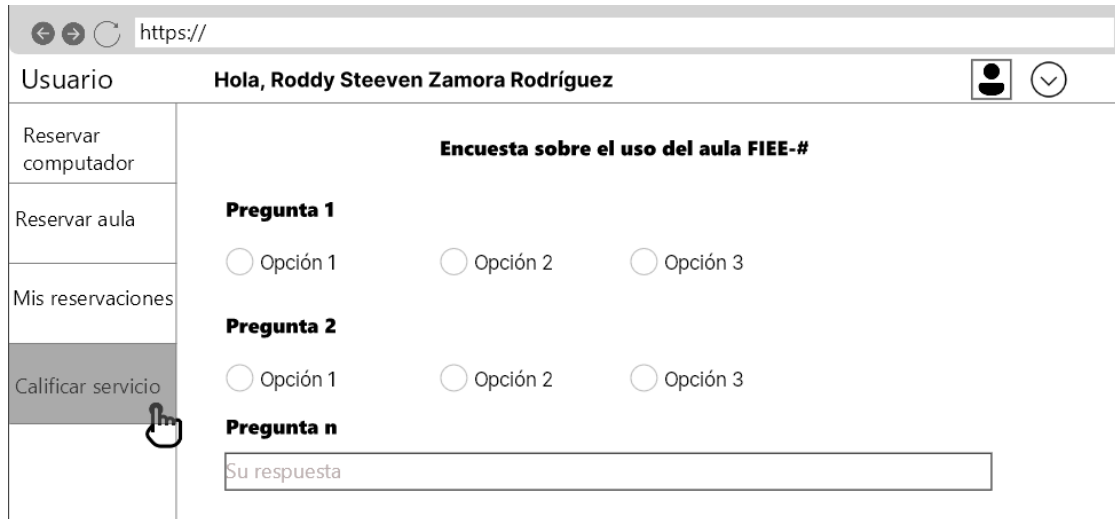 https://
Usuario
Hola, Roddy Steeven Zamora Rodríguez
Reservar
computador
Reservar aula
Mis reservaciones
Calificar servicio
Encuesta sobre el uso del aula FIEE-#
Pregunta 1
Opción 1 Opción 2 Opción 3
Pregunta 2
Opción 1 Opción 2 Opción 3
Pregunta n
Su respuesta